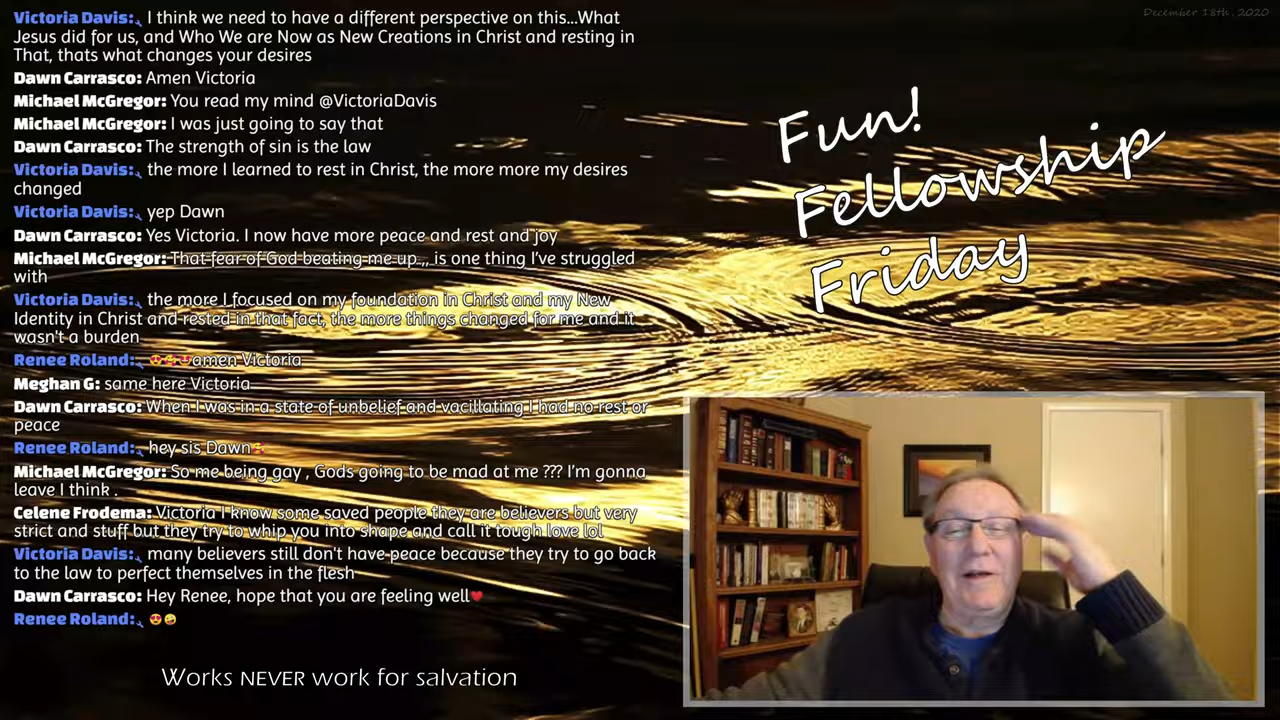 Victoria Davis: I think we need to have a different perspective on this...What
Jesus did for us, and Who We are Now as New Creations in Christ and resting in
That, thats what changes your desires
Dawn Carrasco: Amen Victoria
Michael McGregor: You read my mind @VictoriaDavis
Michael McGregor: I was just going to say that
Dawn Carrasco: The strength of sin is the law
Victoria Davis: the more I learned to rest in Christ, the more more my desires
changed
Victoria Davis: yep Dawn
Dawn Carrasco: Yes Victoria. I now have more peace and rest and joy
Michael McGregor: That fear of God beating me up.,, is one thing I've struggled
with
Victoria Davis: the more I focused on my foundation in Christ and my New
Identity in Christ and rested in that fact, the more things changed for me and it
wasn't a burden
Renee Roland: 😍🥰😍amen Victoria
Meghan G: same here Victoria
Dawn Carrasco: When I was in a state of unbelief and vacillating I had no rest or
peace
Renee Roland: hey sis Dawn🥰
Michael McGregor: So me being gay , Gods going to be mad at me ??? I'm gonna
leave I think .
Celene Frodema: Victoria I know some saved people they are believers but very
strict and stuff but they try to whip you into shape and call it tough love lol
Victoria Davis: many believers still don't have peace because they try to go back
to the law to perfect themselves in the flesh
Dawn Carrasco: Hey Renee, hope that you are feeling well♥
Renee Roland: 😍🤪
Works NEVER work for salvation
December 18th, 2020
Fun!
Fellowship
Friday